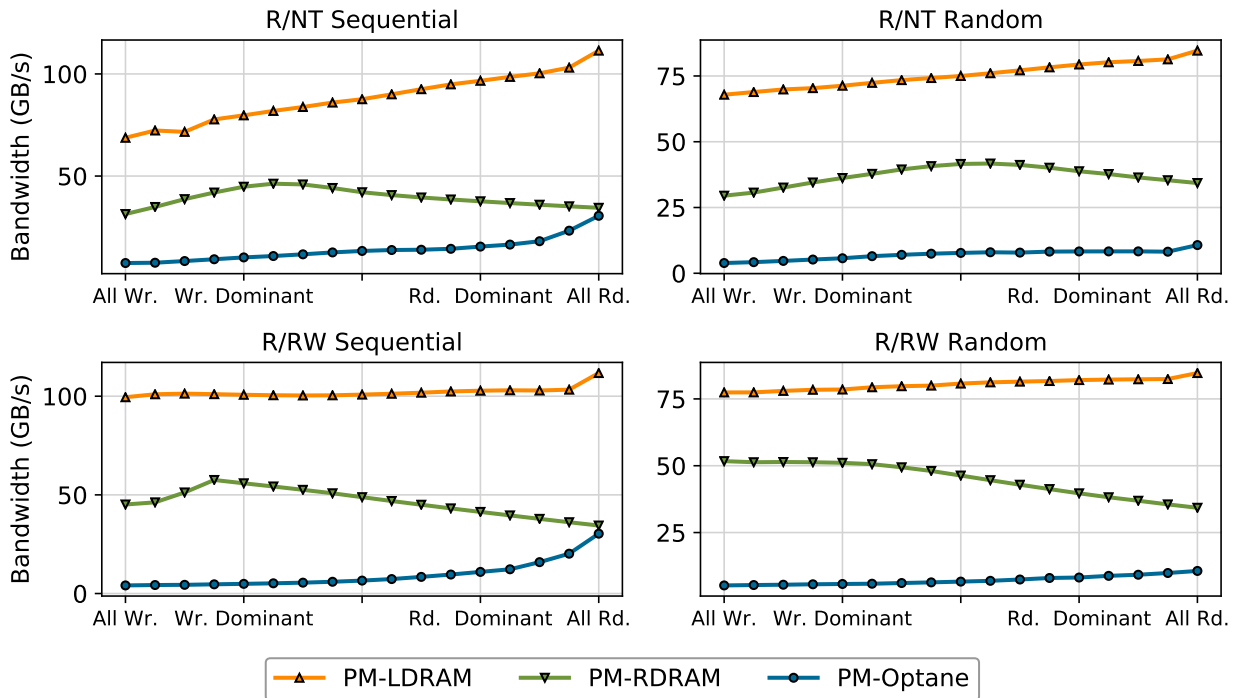 R/NT Sequential
R/NT Random
Bandwidth (GB/s)
100
50
75
50
25
0
All Wr. Wr. Dominant Rd. Dominant All Rd.
All Wr. Wr. Dominant Rd. Dominant All Rd.
R/RW Sequential
R/RW Random
Bandwidth (GB/s)
100
50
0
75
50
25
All Wr. Wr. Dominant Rd. Dominant All Rd.
All Wr. Wr. Dominant Rd. Dominant All Rd.
PM-LDRAM PM-RDRAM PM-Optane